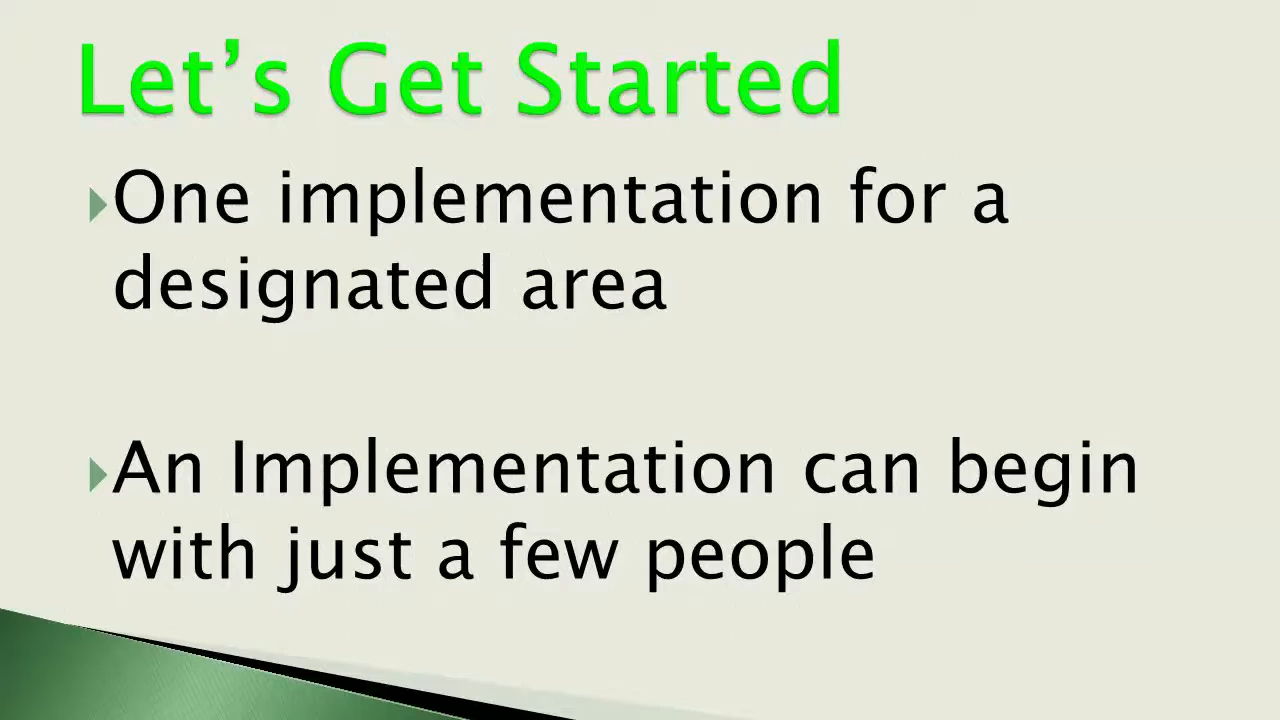 Let’s Get Started
One implementation for a
designated area
An Implementation can begin
with just a few people